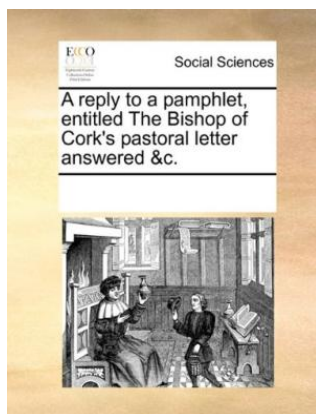 ECCO
Social Sciences
A reply to a pamphlet,
entitled The Bishop of
Cork's pastoral letter
answered &c.